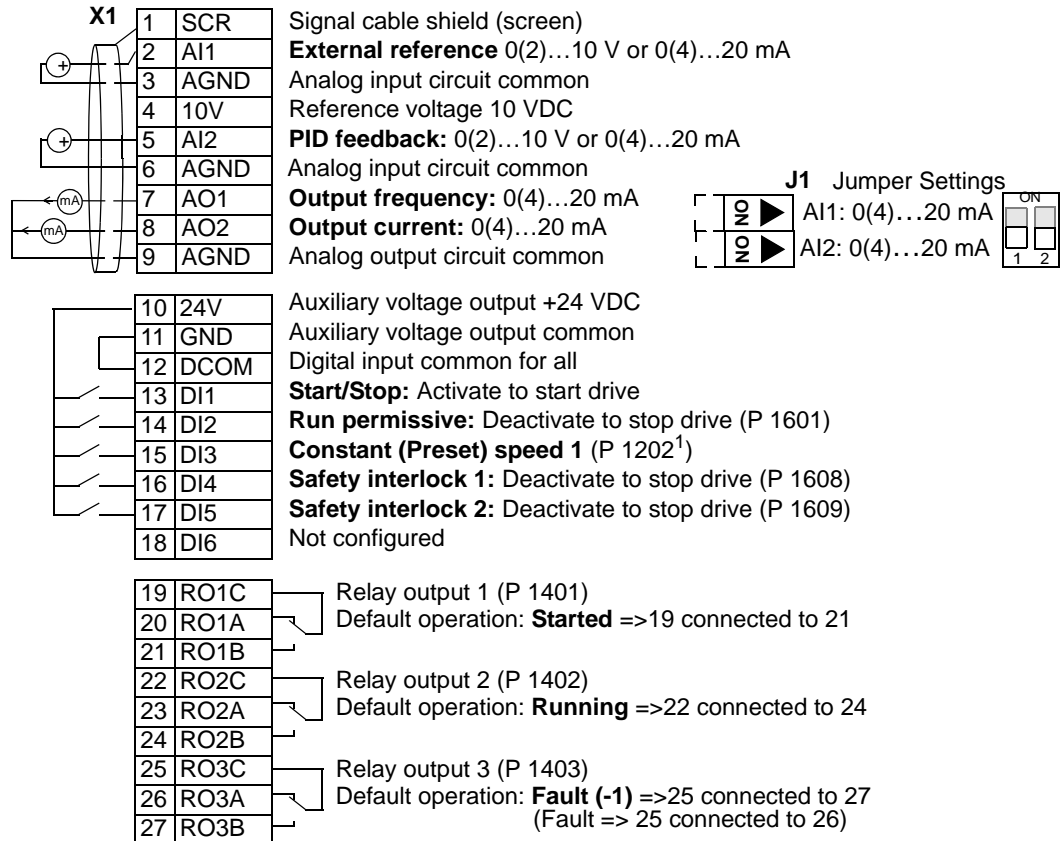 X1
1 SCR Signal cable shield (screen)
2 AI1 External reference 0(2)…10 V or 0(4)…20 mA
3 AGND Analog input circuit common
4 10V Reference voltage 10 VDC
5 AI2 PID feedback: 0(2)…10 V or 0(4)…20 mA
6 AGND Analog input circuit common
7 AO1 Output frequency: 0(4)…20 mA
8 AO2 Output current: 0(4)…20 mA
9 AGND Analog output circuit common
+
+
mA
mA
J1 Jumper Settings
ON AI1: 0(4)…20 mA
ON AI2: 0(4)…20 mA
ON
1 2
10 24V Auxiliary voltage output +24 VDC
11 GND Auxiliary voltage output common
12 DCOM Digital input common for all
13 DI1 Start/Stop: Activate to start drive
14 DI2 Run permissive: Deactivate to stop drive (P 1601)
15 DI3 Constant (Preset) speed 1 (P 1202¹)
16 DI4 Safety interlock 1: Deactivate to stop drive (P 1608)
17 DI5 Safety interlock 2: Deactivate to stop drive (P 1609)
18 DI6 Not configured
19 RO1C Relay output 1 (P 1401)
20 RO1A Default operation: Started =>19 connected to 21
21 RO1B
22 RO2C Relay output 2 (P 1402)
23 RO2A Default operation: Running =>22 connected to 24
24 RO2B
25 RO3C Relay output 3 (P 1403)
26 RO3A Default operation: Fault (-1) =>25 connected to 27
27 RO3B (Fault => 25 connected to 26)